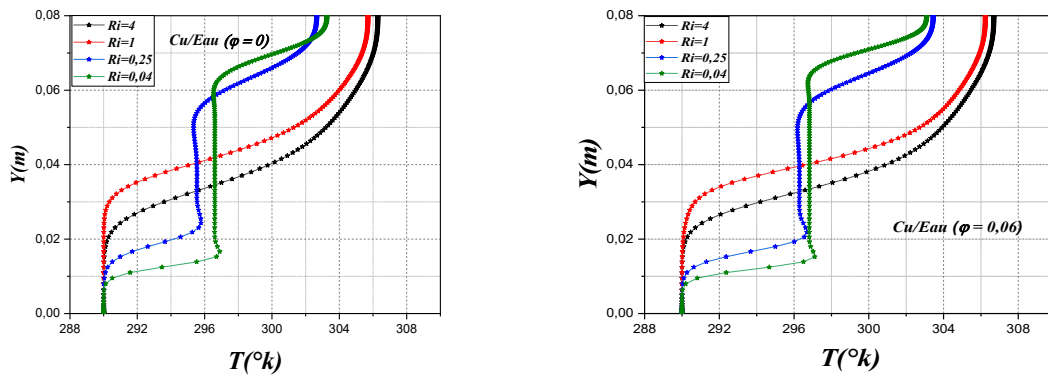 0,08
0,06
0,04
0,02
0,00
Y(m)
Ri=4
Ri=1
Ri=0,25
Ri=0,04
Cu/Eau (φ = 0)
288 292 296 300 304 308
T(°k)
0,08
0,06
0,04
0,02
0,00
Y(m)
Ri=4
Ri=1
Ri=0,25
Ri=0,04
Cu/Eau (φ = 0,06)
288 292 296 300 304 308
T(°k)